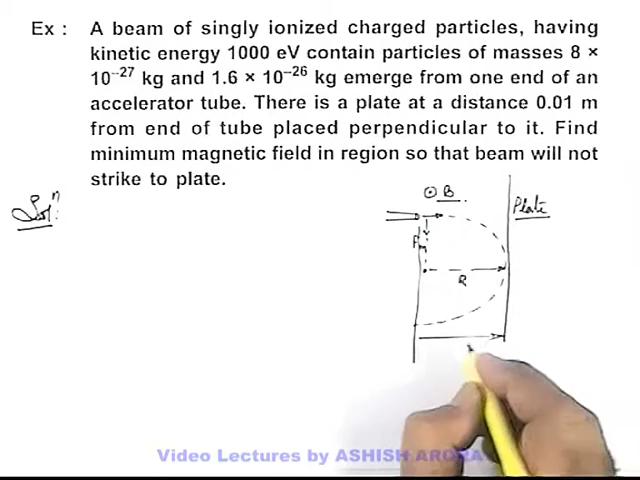 Ex : A beam of singly ionized charged particles, having
kinetic energy 1000 eV contain particles of masses 8 ×
10⁻²⁷ kg and 1.6 × 10⁻²⁶ kg emerge from one end of an
accelerator tube. There is a plate at a distance 0.01 m
from end of tube placed perpendicular to it. Find
minimum magnetic field in region so that beam will not
strike to plate.
Solⁿ:
⊙ B
Plate
Fm
R
Video Lectures by ASHISH ARORA